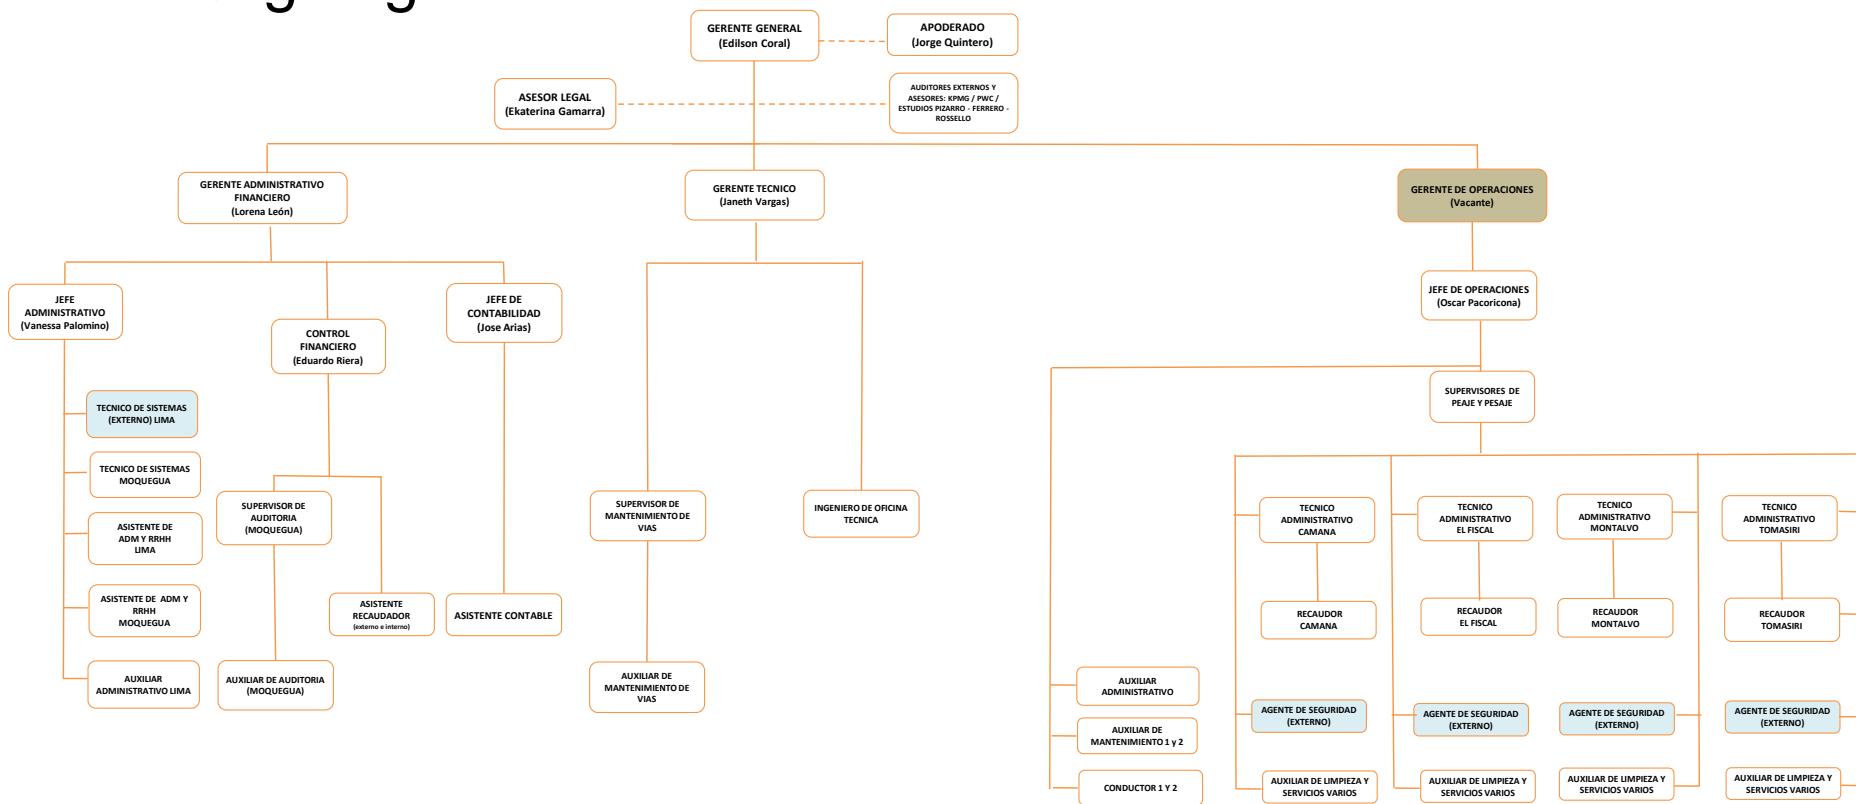 GERENTE GENERAL
(Edilson Coral)
APODERADO
(Jorge Quintero)
ASESOR LEGAL
(Ekaterina Gamarra)
AUDITORES EXTERNOS Y
ASESORES: KPMG / PWC /
ESTUDIOS PIZARRO - FERRERO -
ROSSELLO
GERENTE ADMINISTRATIVO
FINANCIERO
(Lorena León)
GERENTE TECNICO
(Janeth Vargas)
GERENTE DE OPERACIONES
(Vacante)
JEFE
ADMINISTRATIVO
(Vanessa Palomino)
CONTROL
FINANCIERO
(Eduardo Riera)
JEFE DE
CONTABILIDAD
(Jose Arias)
JEFE DE OPERACIONES
(Oscar Pacoricona)
SUPERVISORES DE
PEAJE Y PESAJE
TECNICO DE SISTEMAS
(EXTERNO) LIMA
TECNICO DE SISTEMAS
MOQUEGUA
ASISTENTE DE
ADM Y RRHH
LIMA
ASISTENTE DE ADM Y
RRHH
MOQUEGUA
AUXILIAR
ADMINISTRATIVO LIMA
SUPERVISOR DE
AUDITORIA
(MOQUEGUA)
AUXILIAR DE AUDITORIA
(MOQUEGUA)
ASISTENTE
RECAUDADOR
(externo e interno)
ASISTENTE CONTABLE
SUPERVISOR DE
MANTENIMIENTO DE
VIAS
AUXILIAR DE
MANTENIMIENTO DE
VIAS
INGENIERO DE OFICINA
TECNICA
AUXILIAR
ADMINISTRATIVO
AUXILIAR DE
MANTENIMIENTO 1 y 2
CONDUCTOR 1 Y 2
TECNICO
ADMINISTRATIVO
CAMANA
RECAUDOR
CAMANA
AGENTE DE SEGURIDAD
(EXTERNO)
AUXILIAR DE LIMPIEZA Y
SERVICIOS VARIOS
TECNICO
ADMINISTRATIVO
EL FISCAL
RECAUDOR
EL FISCAL
AGENTE DE SEGURIDAD
(EXTERNO)
AUXILIAR DE LIMPIEZA Y
SERVICIOS VARIOS
TECNICO
ADMINISTRATIVO
MONTALVO
RECAUDOR
MONTALVO
AGENTE DE SEGURIDAD
(EXTERNO)
AUXILIAR DE LIMPIEZA Y
SERVICIOS VARIOS
TECNICO
ADMINISTRATIVO
TOMASIRI
RECAUDOR
TOMASIRI
AGENTE DE SEGURIDAD
(EXTERNO)
AUXILIAR DE LIMPIEZA Y
SERVICIOS VARIOS